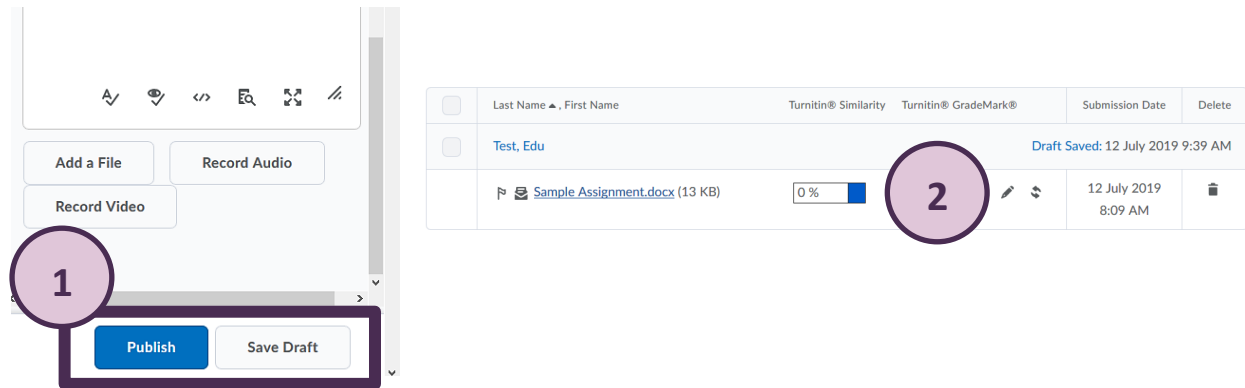 Add a File
Record Audio
Record Video
1
Publish
Save Draft
Last Name ▲ , First Name
Turnitin® Similarity
Turnitin® GradeMark®
Submission Date
Delete
Test, Edu
Draft Saved: 12 July 2019 9:39 AM
Sample Assignment.docx (13 KB)
0 %
2
12 July 2019
8:09 AM